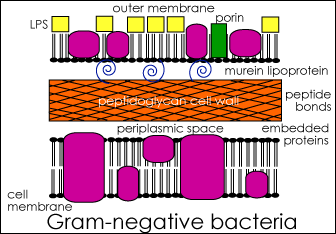 outer membrane
LPS
porin
murein lipoprotein
peptidoglycan cell wall
peptide
bonds
periplasmic space
embedded
proteins
cell
membrane
Gram-negative bacteria